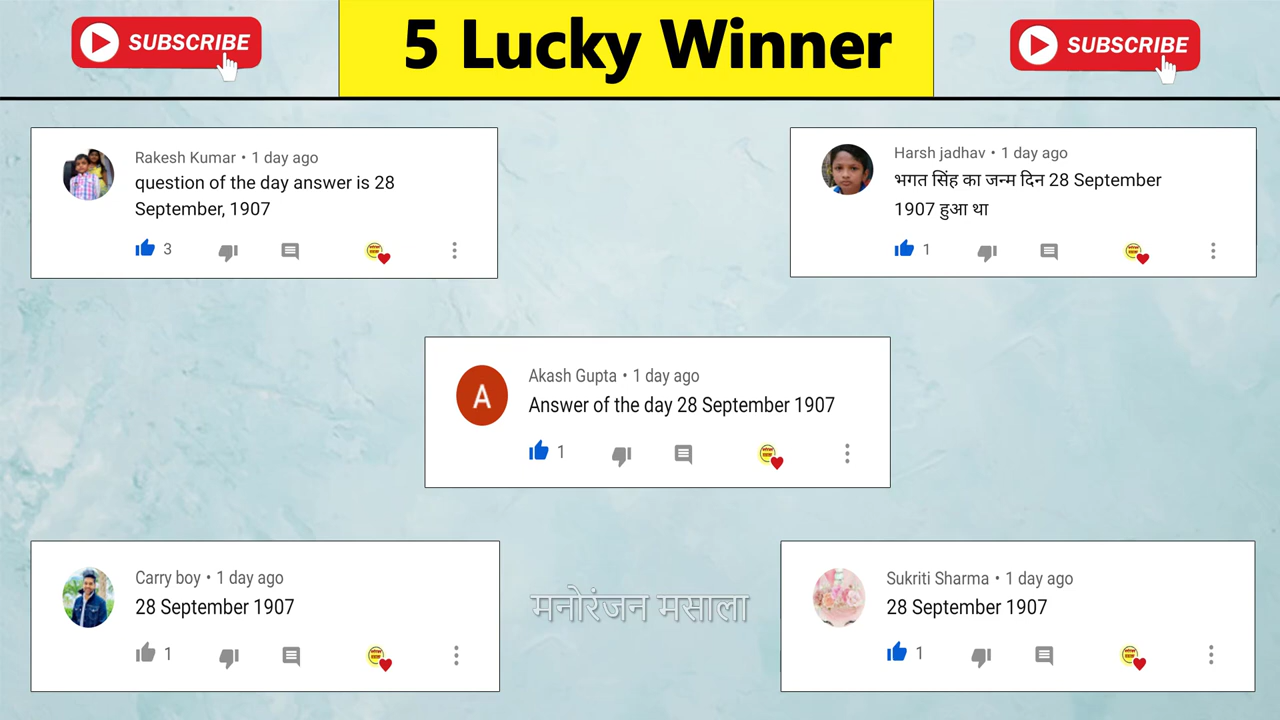 SUBSCRIBE
5 Lucky Winner
SUBSCRIBE
Rakesh Kumar • 1 day ago
question of the day answer is 28
September, 1907
3
Harsh jadhav • 1 day ago
भगत सिंह का जन्म दिन 28 September
1907 हुआ था
1
Akash Gupta • 1 day ago
A
Answer of the day 28 September 1907
1
Carry boy • 1 day ago
28 September 1907
1
मनोरंजन मसाला
Sukriti Sharma • 1 day ago
28 September 1907
1